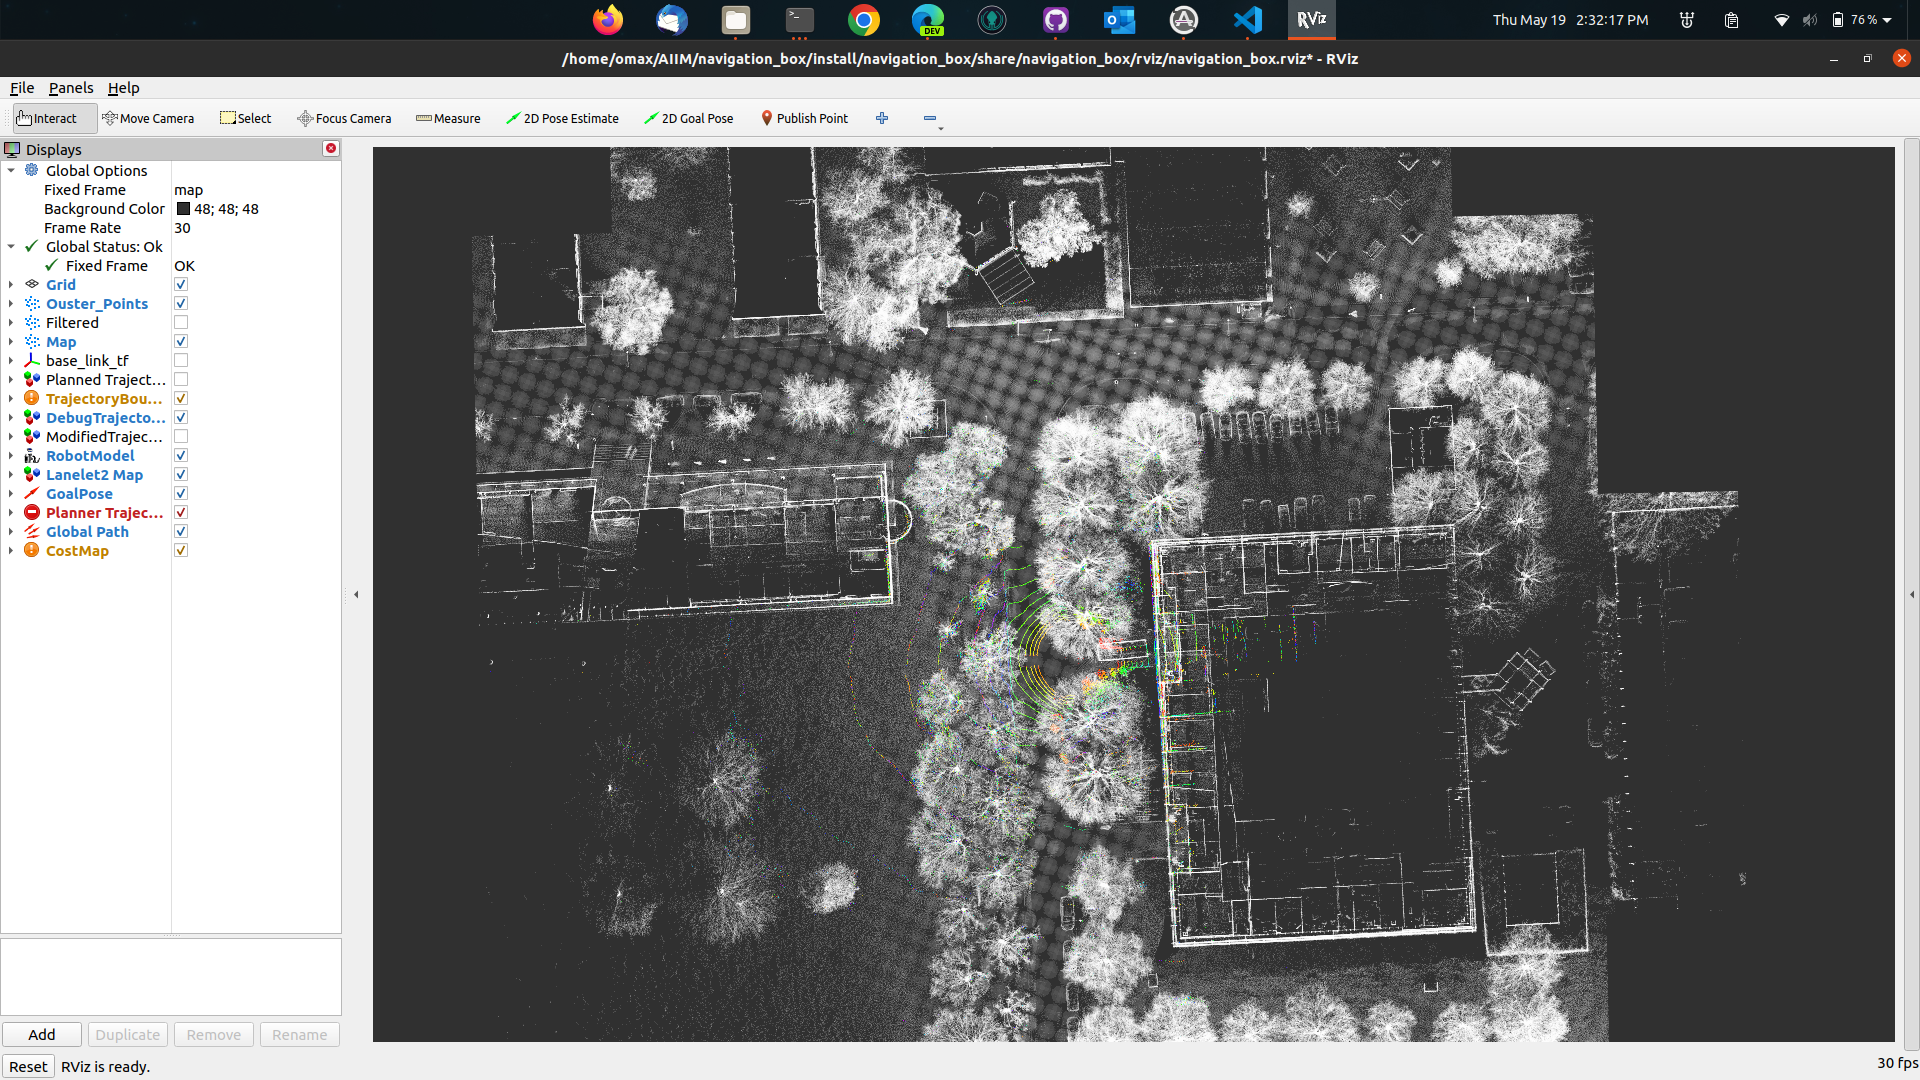 DEV
RViz
Thu May 19 2:32:17 PM
76 %
/home/omax/AIIM/navigation_box/install/navigation_box/share/navigation_box/rviz/navigation_box.rviz* - RViz
File Panels Help
Interact Move Camera Select Focus Camera Measure 2D Pose Estimate 2D Goal Pose Publish Point
Displays
Global Options
Fixed Frame map
Background Color 48; 48; 48
Frame Rate 30
Global Status: Ok
Fixed Frame OK
Grid
Ouster_Points
Filtered
Map
base_link_tf
Planned Traject...
TrajectoryBou...
DebugTrajecto...
ModifiedTrajec...
RobotModel
Lanelet2 Map
GoalPose
Planner Trajec...
Global Path
CostMap
Add Duplicate Remove Rename
Reset RViz is ready.
30 fps